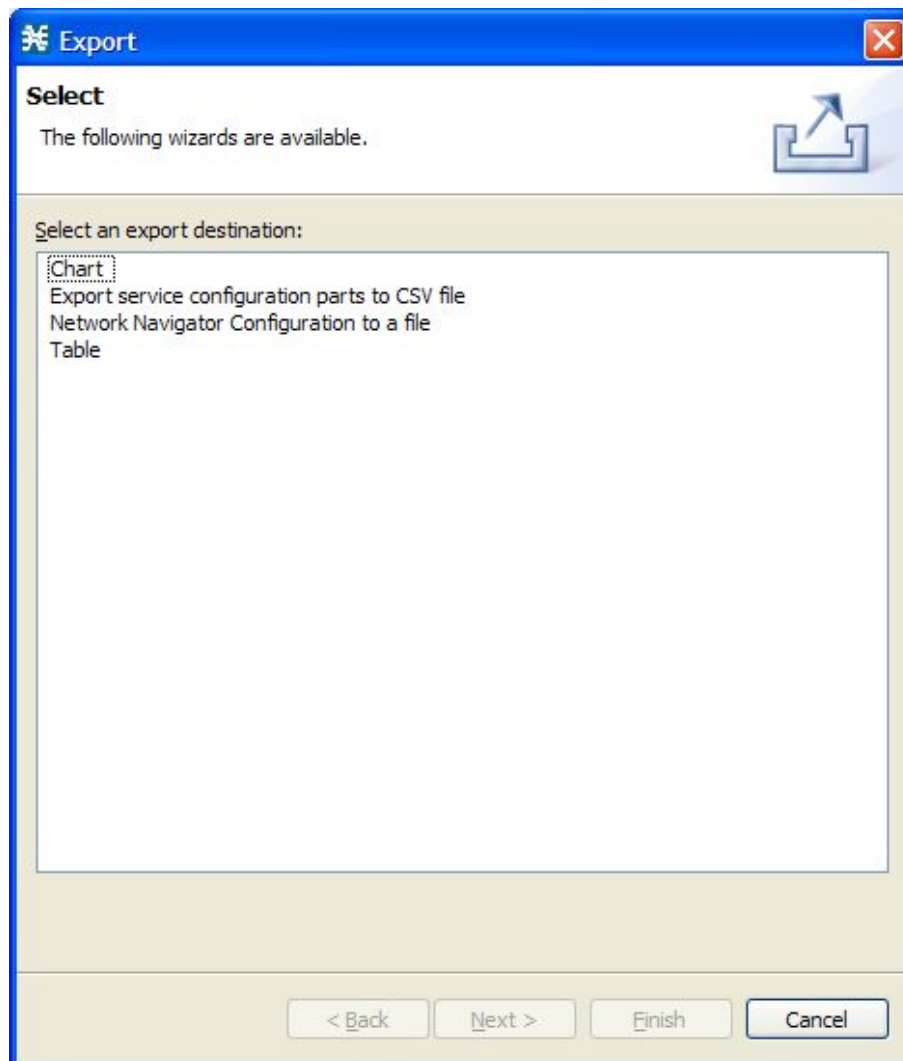 Export
Select
The following wizards are available.
Select an export destination:
Chart
Export service configuration parts to CSV file
Network Navigator Configuration to a file
Table
< Back Next > Finish Cancel